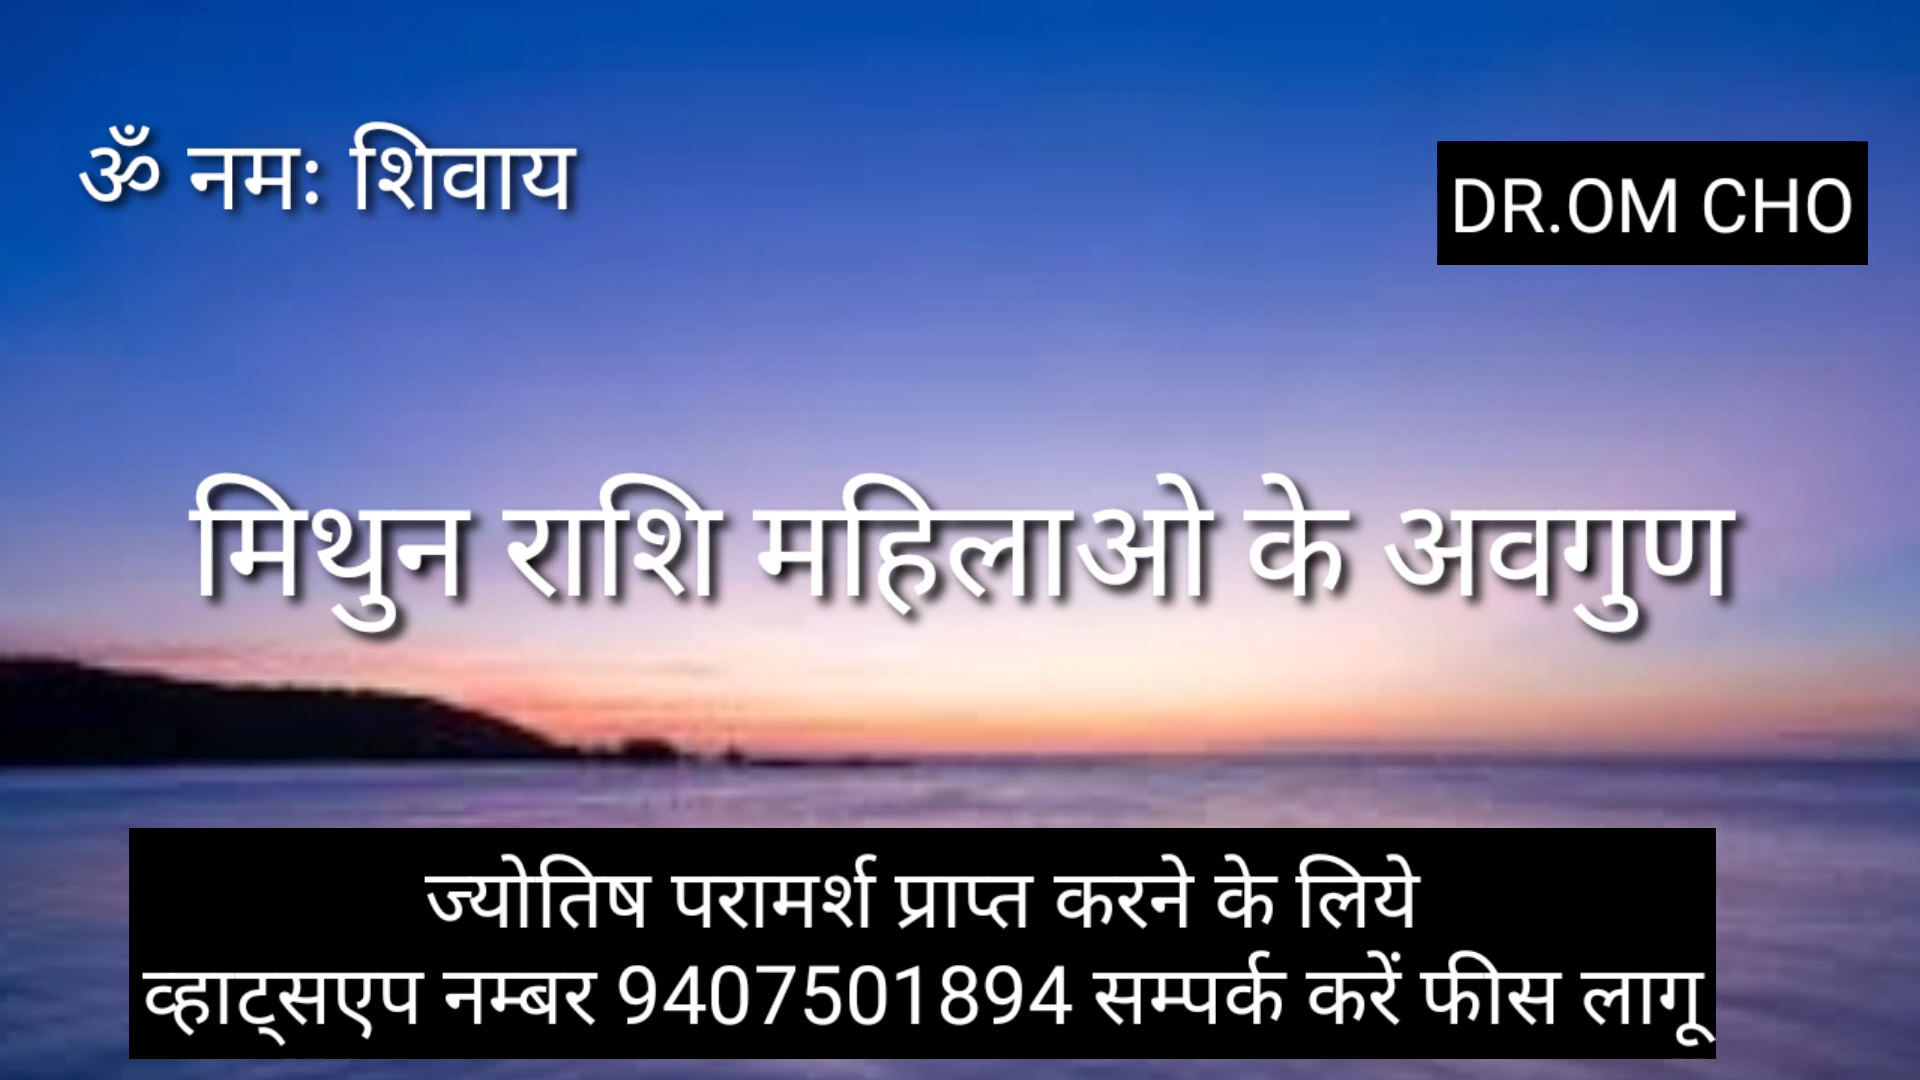 ॐ नमः शिवाय
DR.OM CHO
मिथुन राशि महिलाओ के अवगुण
ज्योतिष परामर्श प्राप्त करने के लिये
व्हाट्सएप नम्बर 9407501894 सम्पर्क करें फीस लागू